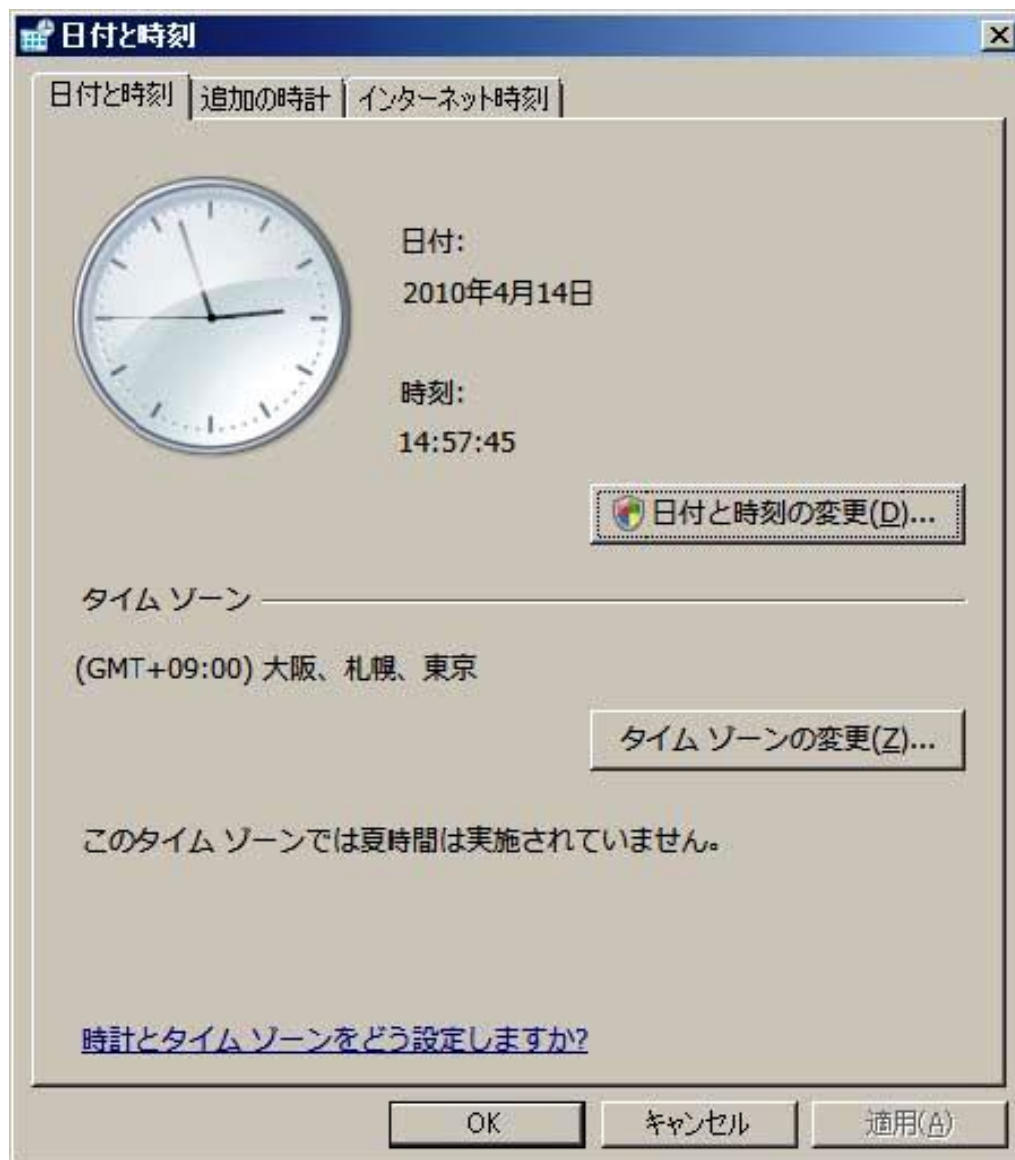 日付と時刻
日付と時刻 追加の時計 インターネット時刻
日付:
2010年4月14日
時刻:
14:57:45
日付と時刻の変更(D)...
タイム ゾーン
(GMT+09:00) 大阪、札幌、東京
タイム ゾーンの変更(Z)...
このタイム ゾーンでは夏時間は実施されていません。
時計とタイム ゾーンをどう設定しますか?
OK キャンセル 適用(A)